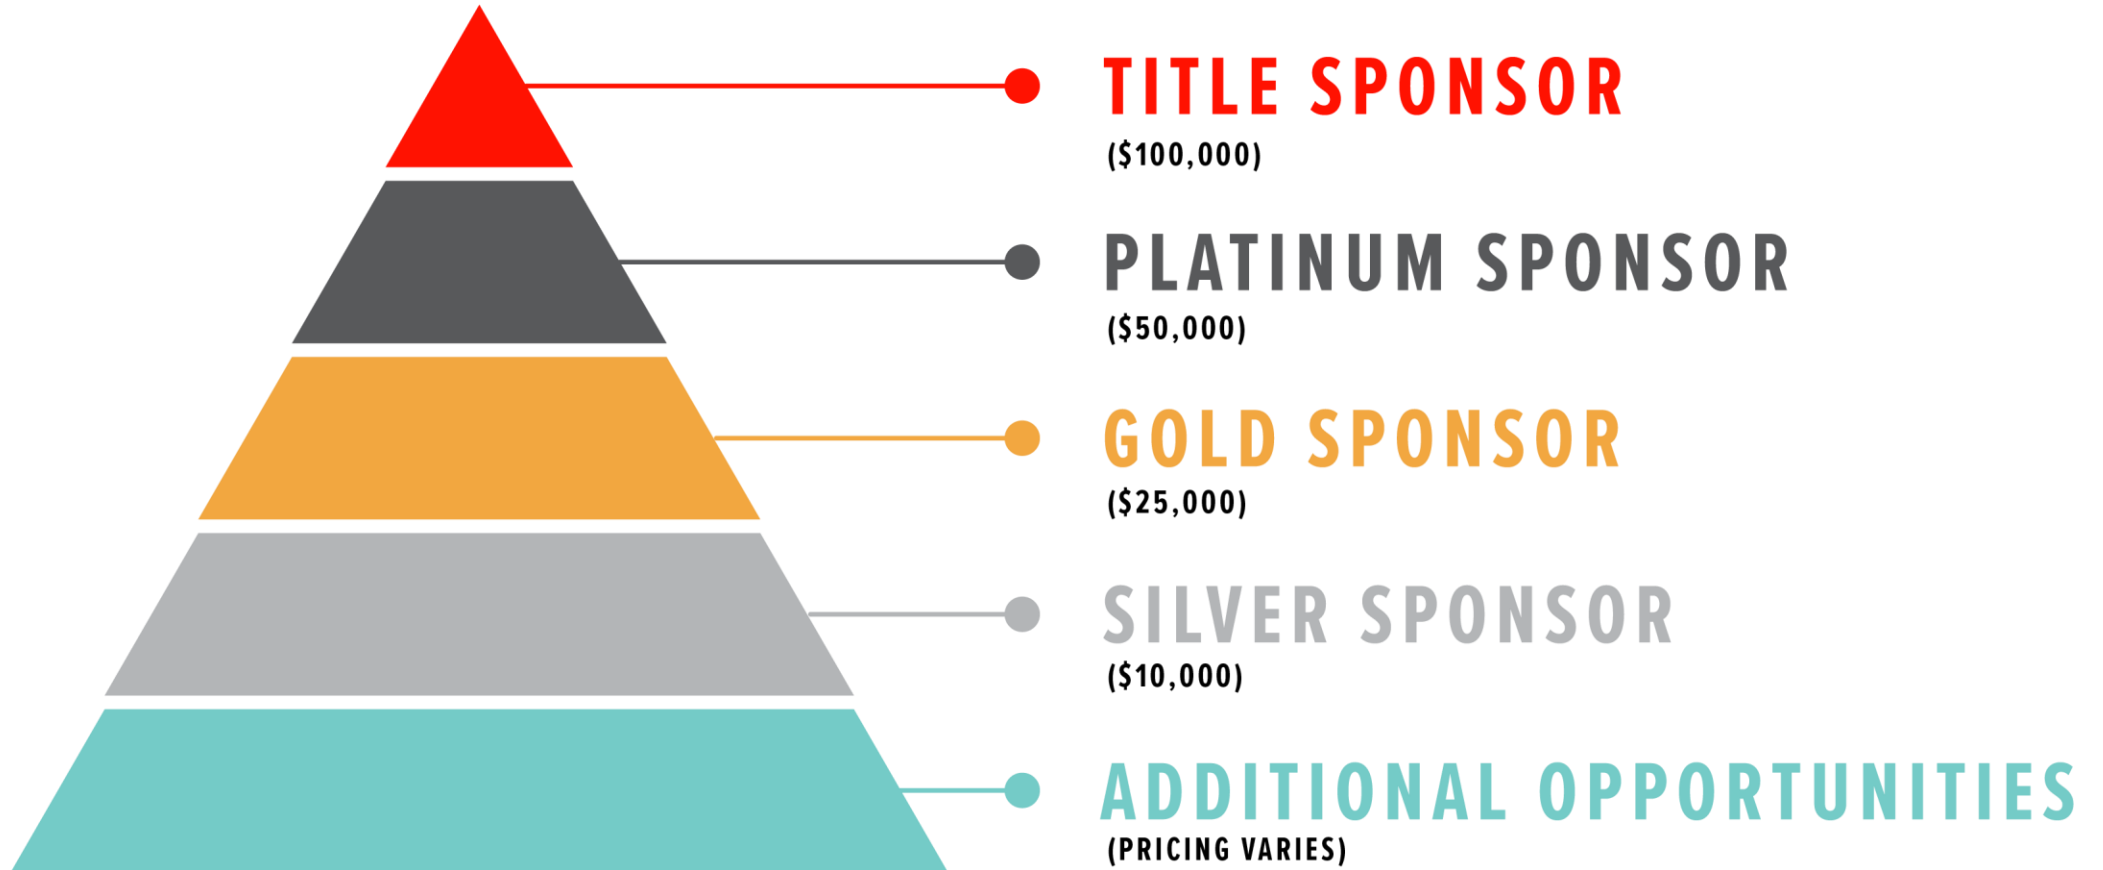 TITLE SPONSOR
($100,000)
PLATINUM SPONSOR
($50,000)
GOLD SPONSOR
($25,000)
SILVER SPONSOR
($10,000)
ADDITIONAL OPPORTUNITIES
(PRICING VARIES)